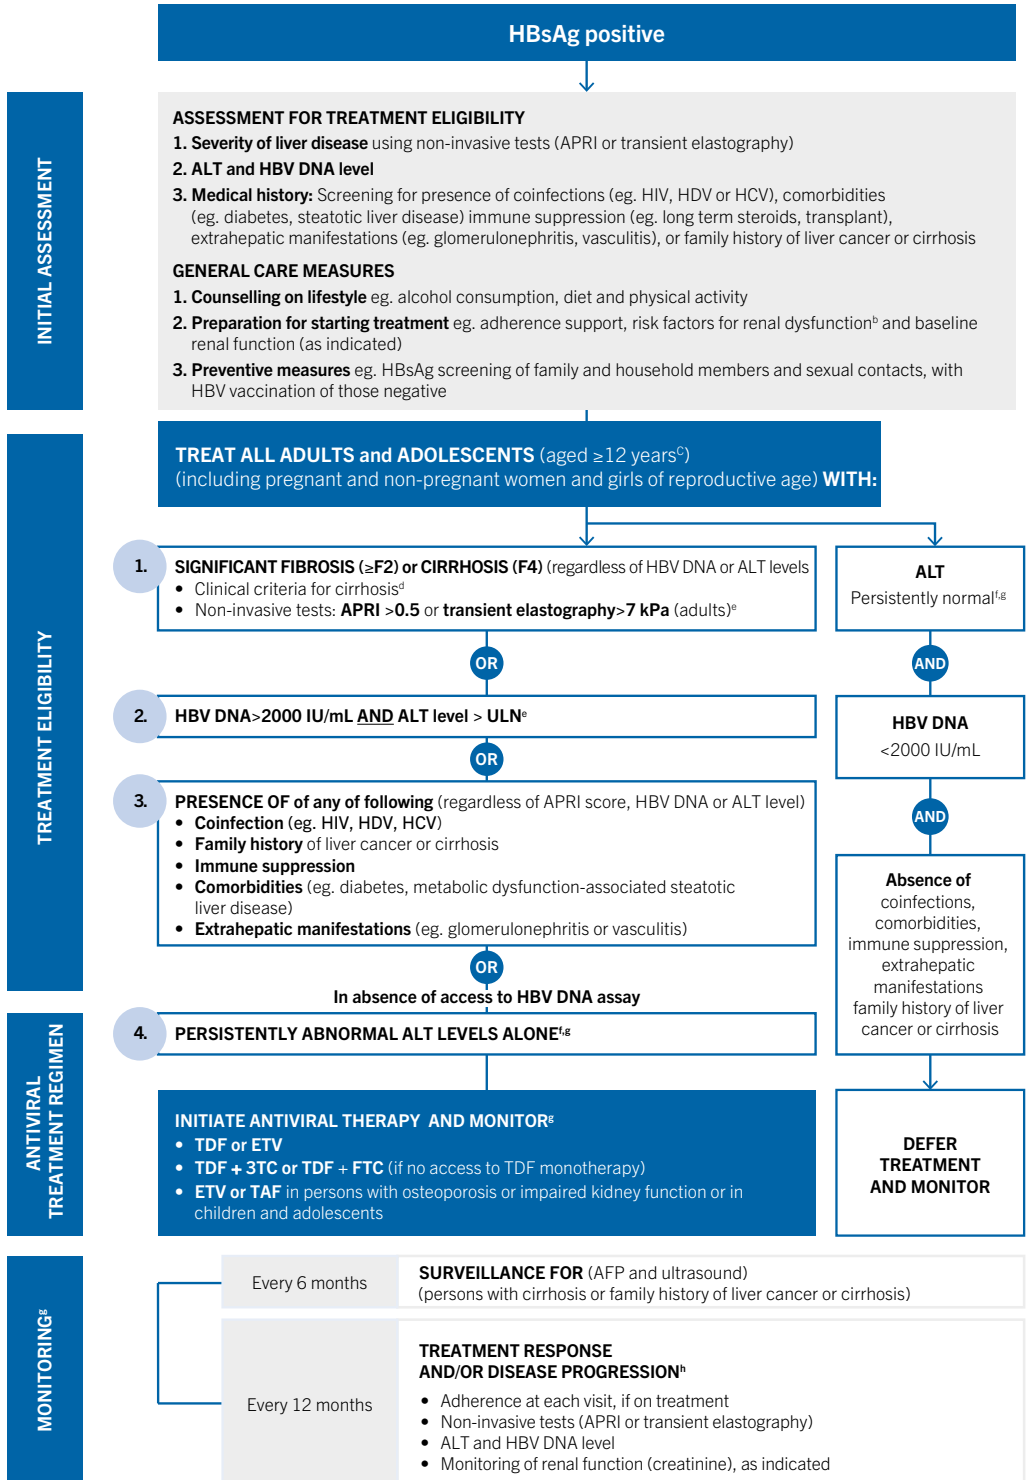 HBsAg positive
INITIAL ASSESSMENT
ASSESSMENT FOR TREATMENT ELIGIBILITY
1. Severity of liver disease using non-invasive tests (APRI or transient elastography)
2. ALT and HBV DNA level
3. Medical history: Screening for presence of coinfections (eg. HIV, HDV or HCV), comorbidities
(eg. diabetes, steatotic liver disease) immune suppression (eg. long term steroids, transplant),
extrahepatic manifestations (eg. glomerulonephritis, vasculitis), or family history of liver cancer or cirrhosis
GENERAL CARE MEASURES
1. Counselling on lifestyle eg. alcohol consumption, diet and physical activity
2. Preparation for starting treatment eg. adherence support, risk factors for renal dysfunctionᵇ and baseline
renal function (as indicated)
3. Preventive measures eg. HBsAg screening of family and household members and sexual contacts, with
HBV vaccination of those negative
TREATMENT ELIGIBILITY
TREAT ALL ADULTS and ADOLESCENTS (aged ≥12 yearsᶜ)
(including pregnant and non-pregnant women and girls of reproductive age) WITH:
1.
SIGNIFICANT FIBROSIS (≥F2) or CIRRHOSIS (F4) (regardless of HBV DNA or ALT levels
• Clinical criteria for cirrhosisᵈ
• Non-invasive tests: APRI >0.5 or transient elastography>7 kPa (adults)ᵉ
OR
2.
HBV DNA>2000 IU/mL AND ALT level > ULNᵉ
OR
3.
PRESENCE OF of any of following (regardless of APRI score, HBV DNA or ALT level)
• Coinfection (eg. HIV, HDV, HCV)
• Family history of liver cancer or cirrhosis
• Immune suppression
• Comorbidities (eg. diabetes, metabolic dysfunction-associated steatotic
liver disease)
• Extrahepatic manifestations (eg. glomerulonephritis or vasculitis)
OR
In absence of access to HBV DNA assay
4.
PERSISTENTLY ABNORMAL ALT LEVELS ALONEᶠ,ᵍ
ALT
Persistently normalᶠ,ᵍ
AND
HBV DNA
<2000 IU/mL
AND
Absence of
coinfections,
comorbidities,
immune suppression,
extrahepatic
manifestations
family history of liver
cancer or cirrhosis
DEFER
TREATMENT
AND MONITOR
ANTIVIRAL
TREATMENT REGIMEN
INITIATE ANTIVIRAL THERAPY AND MONITORᵍ
• TDF or ETV
• TDF + 3TC or TDF + FTC (if no access to TDF monotherapy)
• ETV or TAF in persons with osteoporosis or impaired kidney function or in
children and adolescents
MONITORINGᵍ
Every 6 months
SURVEILLANCE FOR (AFP and ultrasound)
(persons with cirrhosis or family history of liver cancer or cirrhosis)
Every 12 months
TREATMENT RESPONSE
AND/OR DISEASE PROGRESSIONʰ
• Adherence at each visit, if on treatment
• Non-invasive tests (APRI or transient elastography)
• ALT and HBV DNA level
• Monitoring of renal function (creatinine), as indicated